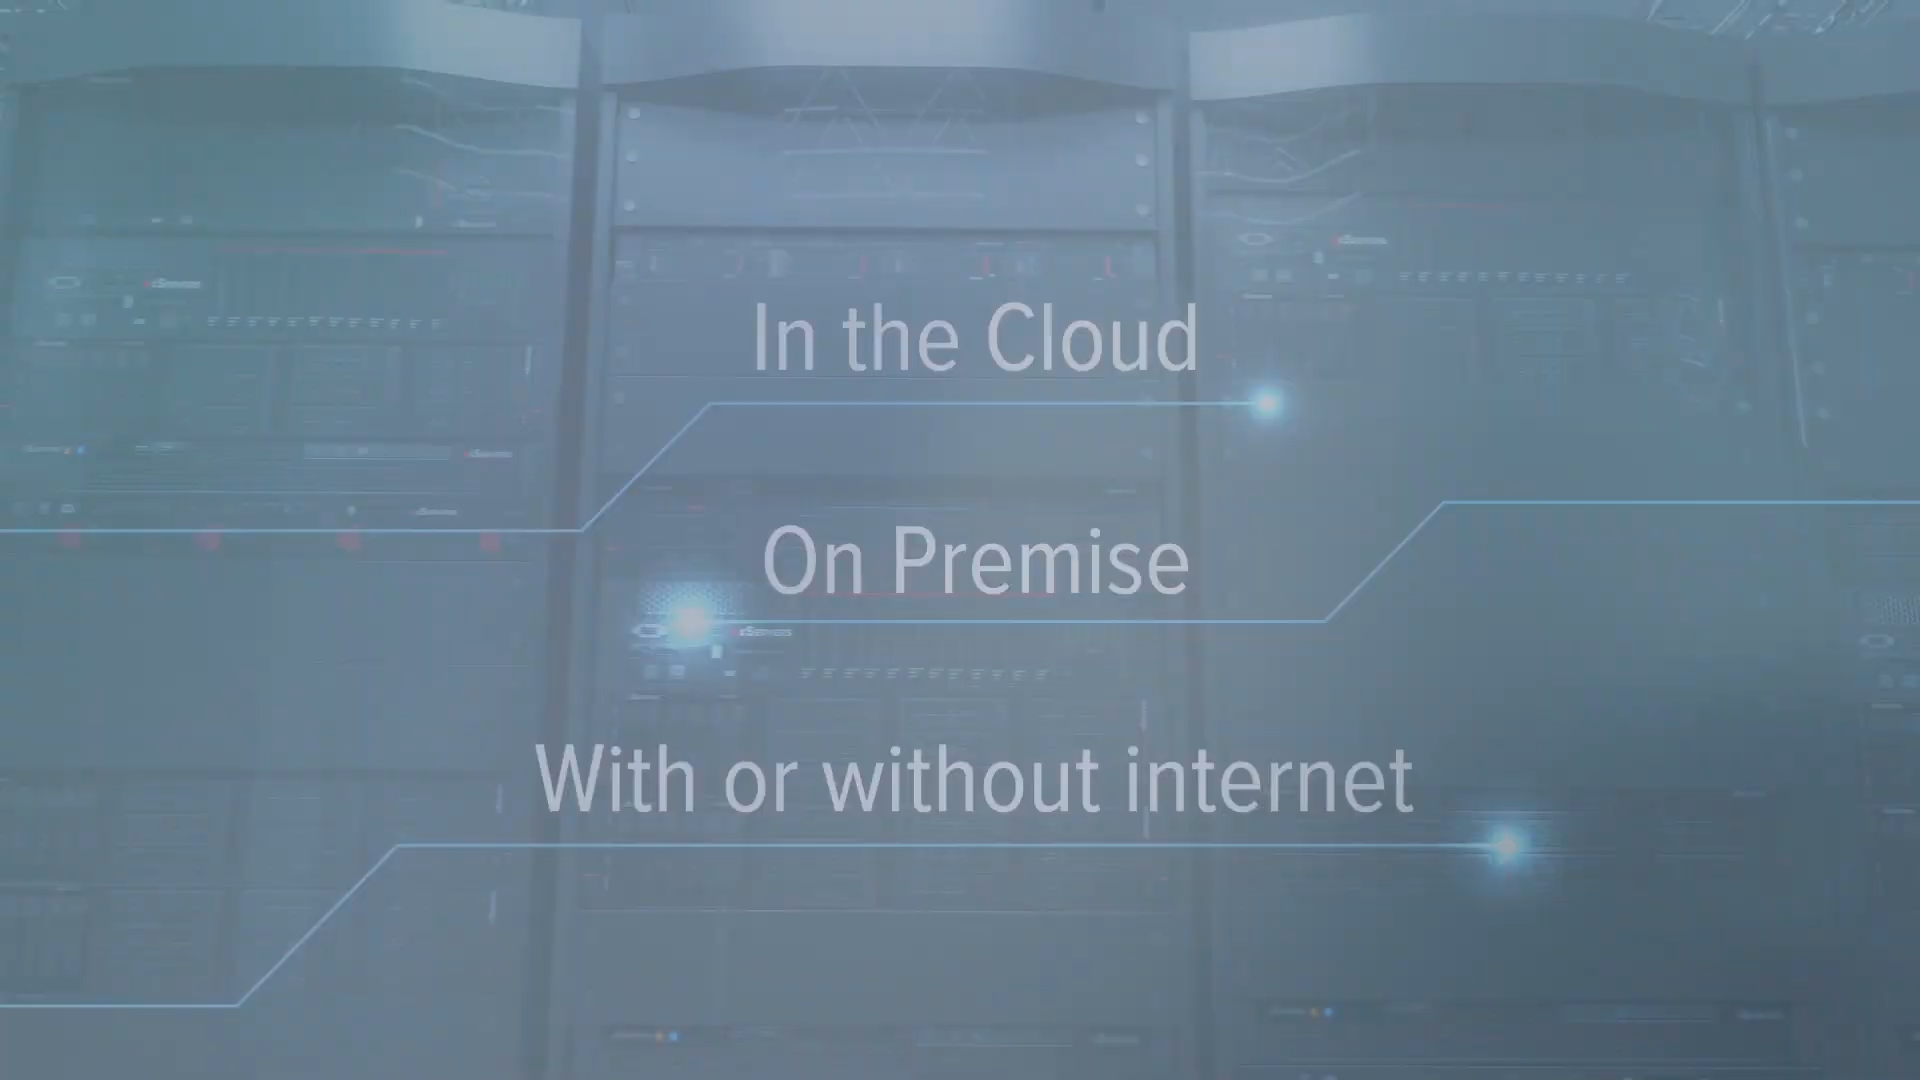 In the Cloud
On Premise
With or without internet